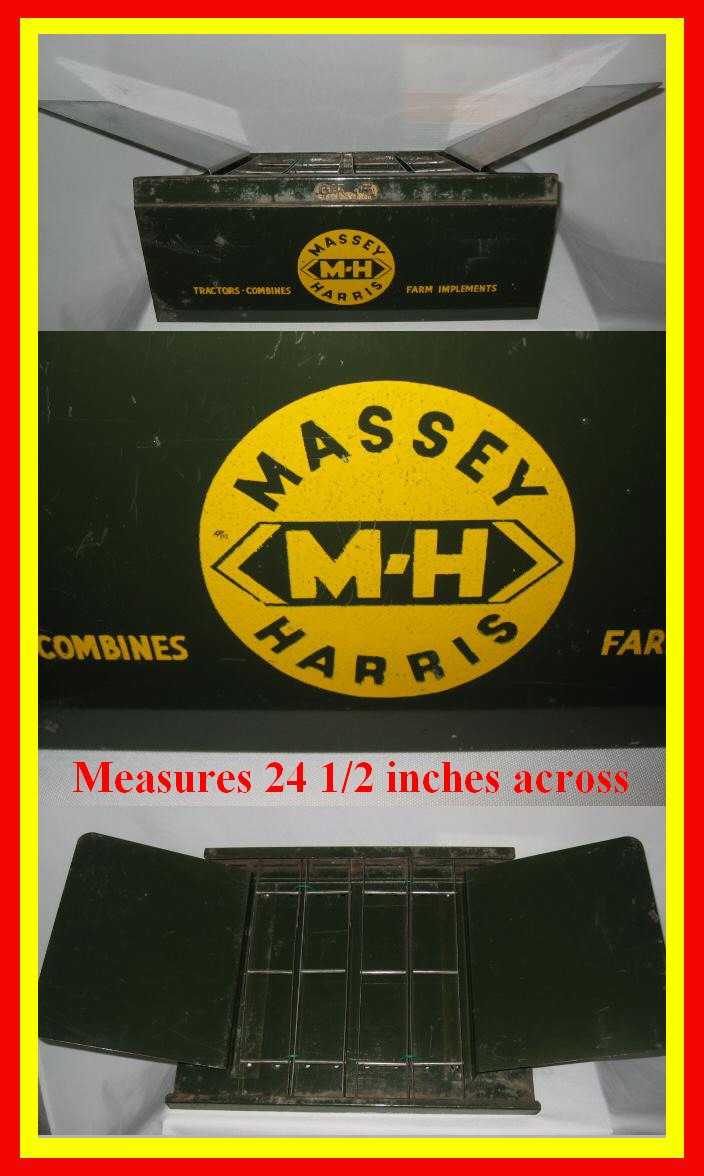 MASSEY
M-H
HARRIS
TRACTORS · COMBINES
FARM IMPLEMENTS
MASSEY
M-H
HARRIS
COMBINES
FAR
Measures 24 1/2 inches across